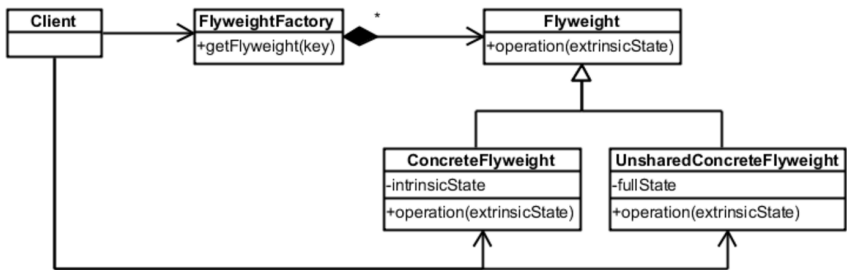 Client
FlyweightFactory
+getFlyweight(key)
*
Flyweight
+operation(extrinsicState)
ConcreteFlyweight
-intrinsicState
+operation(extrinsicState)
UnsharedConcreteFlyweight
-fullState
+operation(extrinsicState)